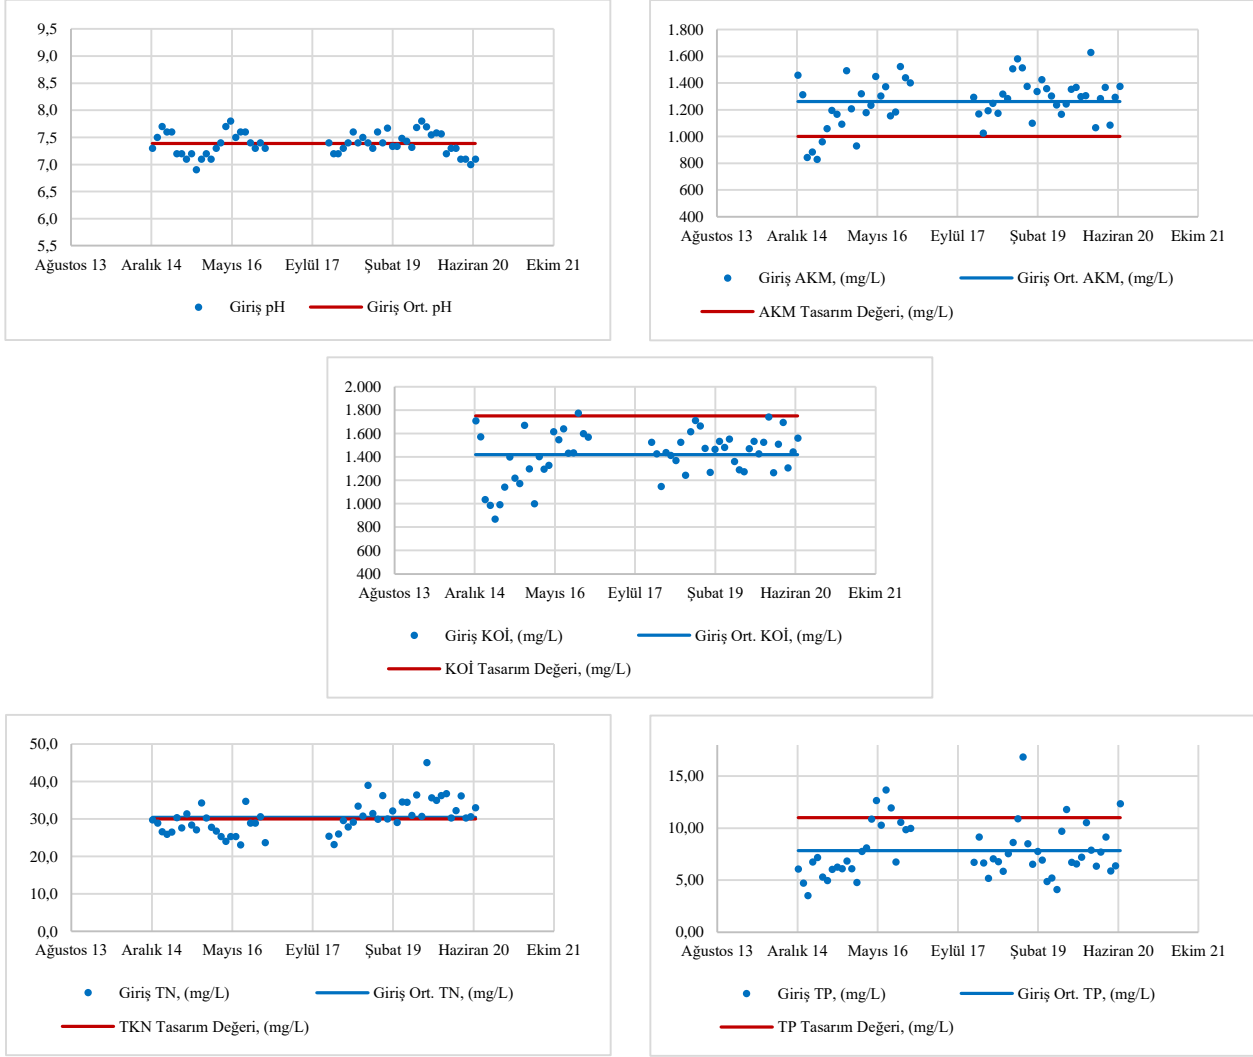 9,5
9,0
8,5
8,0
7,5
7,0
6,5
6,0
5,5
Ağustos 13 Aralık 14 Mayıs 16 Eylül 17 Şubat 19 Haziran 20 Ekim 21
Giriş pH Giriş Ort. pH
1.800
1.600
1.400
1.200
1.000
800
600
400
Ağustos 13 Aralık 14 Mayıs 16 Eylül 17 Şubat 19 Haziran 20 Ekim 21
Giriş AKM, (mg/L) Giriş Ort. AKM, (mg/L)
AKM Tasarım Değeri, (mg/L)
2.000
1.800
1.600
1.400
1.200
1.000
800
600
400
Ağustos 13 Aralık 14 Mayıs 16 Eylül 17 Şubat 19 Haziran 20 Ekim 21
Giriş KOİ, (mg/L) Giriş Ort. KOİ, (mg/L)
KOİ Tasarım Değeri, (mg/L)
50,0
40,0
30,0
20,0
10,0
0,0
Ağustos 13 Aralık 14 Mayıs 16 Eylül 17 Şubat 19 Haziran 20 Ekim 21
Giriş TN, (mg/L) Giriş Ort. TN, (mg/L)
TKN Tasarım Değeri, (mg/L)
15,00
10,00
5,00
0,00
Ağustos 13 Aralık 14 Mayıs 16 Eylül 17 Şubat 19 Haziran 20 Ekim 21
Giriş TP, (mg/L) Giriş Ort. TP, (mg/L)
TP Tasarım Değeri, (mg/L)